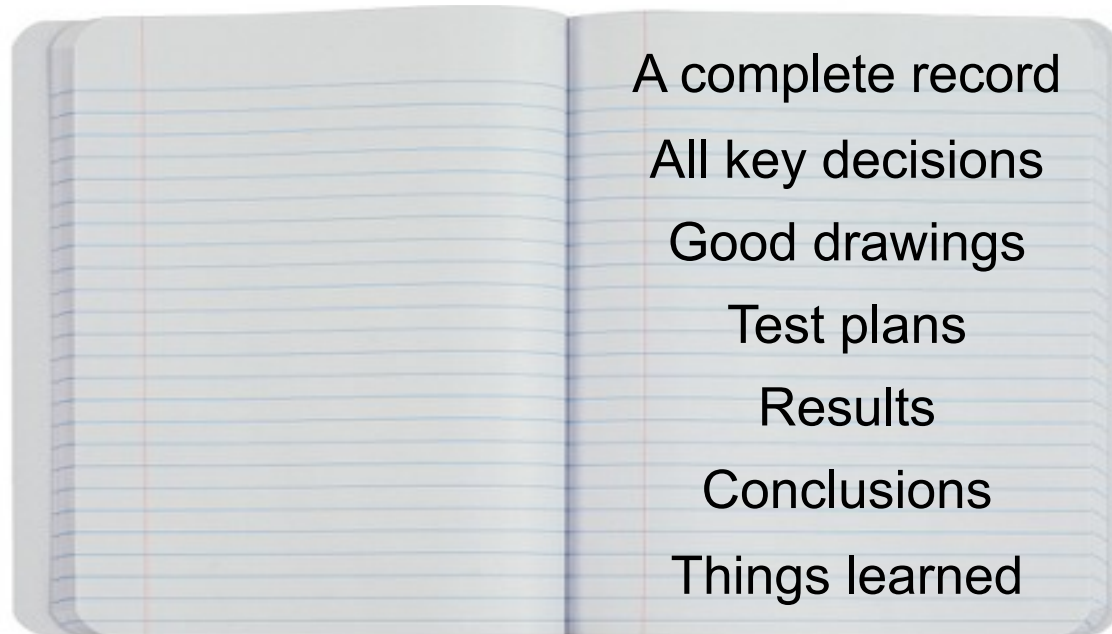 A complete record
All key decisions
Good drawings
Test plans
Results
Conclusions
Things learned